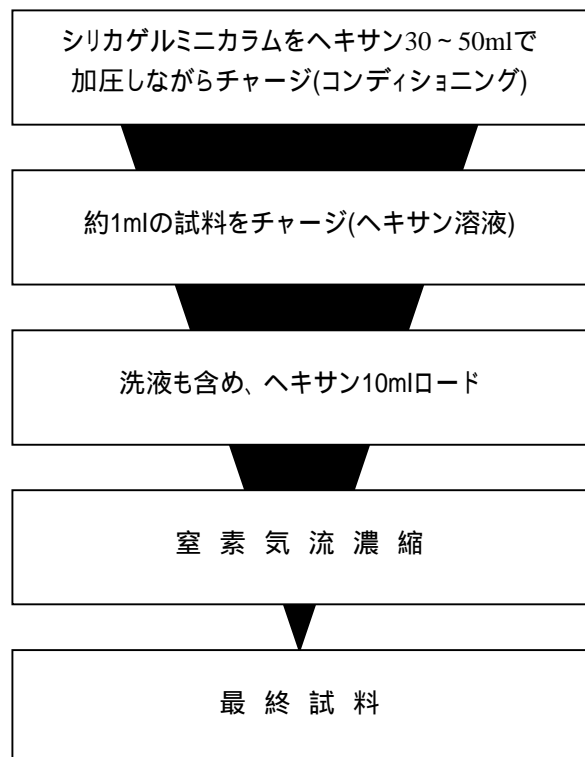 シリカゲルミニカラムをヘキサン30~50mlで
加圧しながらチャージ(コンディショニング)
約1mlの試料をチャージ(ヘキサン溶液)
洗液も含め、ヘキサン10mlロード
窒 素 気 流 濃 縮
最 終 試 料